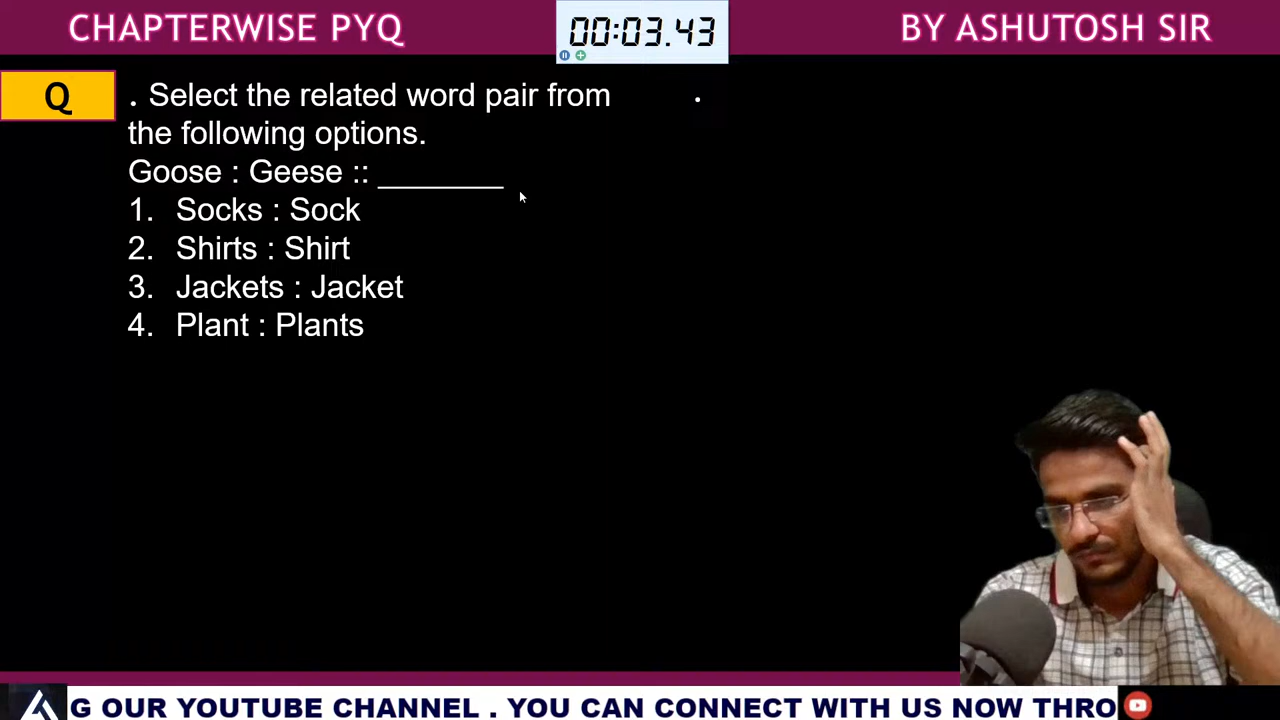 CHAPTERWISE PYQ
00:03.43
BY ASHUTOSH SIR
Q
. Select the related word pair from
the following options.
Goose : Geese :: ________
1. Socks : Sock
2. Shirts : Shirt
3. Jackets : Jacket
4. Plant : Plants
G OUR YOUTUBE CHANNEL . YOU CAN CONNECT WITH US NOW THRO